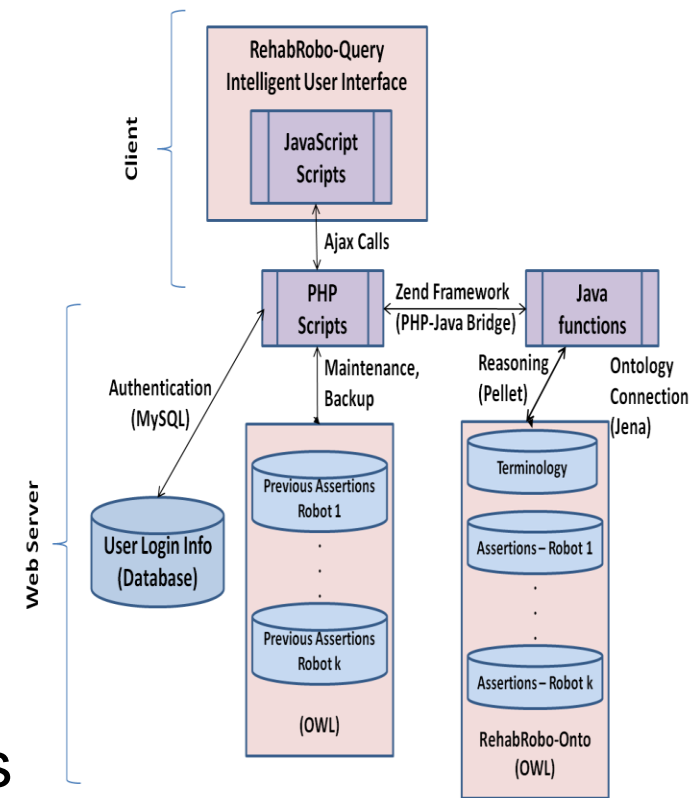 Client
RehabRobo-Query
Intelligent User Interface
JavaScript
Scripts
Ajax Calls
PHP
Scripts
Zend Framework
(PHP-Java Bridge)
Java
functions
Web Server
Authentication
(MySQL)
Maintenance,
Backup
Reasoning
(Pellet)
Ontology
Connection
(Jena)
User Login Info
(Database)
Previous Assertions
Robot 1
.
.
.
Previous Assertions
Robot k
(OWL)
Terminology
Assertions – Robot 1
.
.
.
Assertions – Robot k
RehabRobo-Onto
(OWL)
s